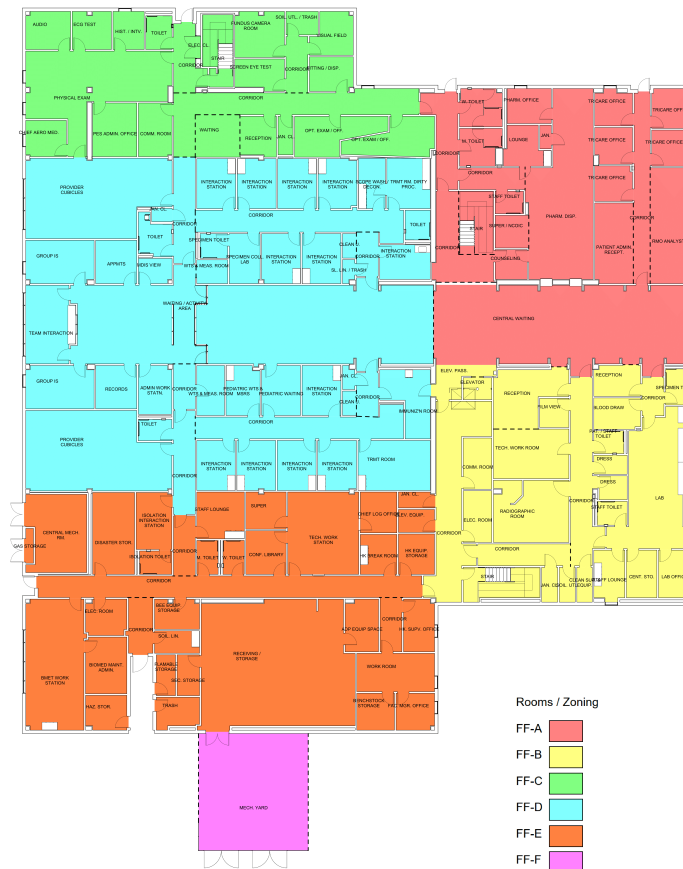 AUDIO
ECG TEST
HIST. / INTV.
TOILET
ELEC. CL.
CORRIDOR
STAIR
FUNDUS CAMERA
ROOM
SOIL. UTL. / TRASH
VISUAL FIELD
SCREEN EYE TEST
CORRIDOR
FITTING / DISP.
PHYSICAL EXAM
CORRIDOR
CHIEF AERO MED.
PES ADMIN. OFFICE
COMM. ROOM
WAITING
RECEPTION
JAN. CL.
OPT. EXAM / OFF.
OPT. EXAM / OFF.
W. TOILET
PHARM. OFFICE
TRICARE OFFICE
TRICARE OFF
M. TOILET
LOUNGE
JAN.
TRICARE OFFICE
TRICARE OFF
CORRIDOR
CORRIDOR
TRICARE OFFICE
STAFF TOILET
PHARM. DISP.
STAIR
SUPER / NCOIC
CORRIDOR
COUNSELING
PATIENT ADMIN.
RECEPT.
CORRIDOR
RMO ANALYST
PROVIDER
CUBICLES
INTERACTION
STATION
INTERACTION
STATION
INTERACTION
STATION
INTERACTION
STATION
SCOPE WASH
DECON.
TRMT RM. DIRTY
PROC.
JAN. CL.
CORRIDOR
CORRIDOR
TOILET
TOILET
SPECIMEN TOILET
CLEAN U.
INTERACTION
STATION
GROUP IS
APPMTS
MDIS VIEW
WTS & MEAS. ROOM
SPECIMEN COLL.
LAB
INTERACTION
STATION
INTERACTION
STATION
CORRIDOR
SL. LIN. / TRASH
WAITING / ACTIVITY
AREA
CENTRAL WAITING
TEAM INTERACTION
GROUP IS
RECORDS
ADMIN WORK
STATN.
CORRIDOR
WTS & MEAS. ROOM
PEDIATRIC WTS &
MSRS
PEDIATRIC WAITING
INTERACTION
STATION
JAN. CL.
CLEAN U.
CORRIDOR
IMMUNIZ'N ROOM
TOILET
CORRIDOR
PROVIDER
CUBICLES
CORRIDOR
INTERACTION
STATION
INTERACTION
STATION
INTERACTION
STATION
INTERACTION
STATION
TRMT ROOM
ELEV. PASS.
ELEVATOR
RECEPTION
FILM VIEW
RECEPTION
SPECIMEN T
CORRIDOR
BLOOD DRAW
PAT. / STAFF
TOILET
TECH. WORK ROOM
DRESS
COMM. ROOM
DRESS
LAB
ELEC. ROOM
RADIOGRAPHIC
ROOM
CORRIDOR
STAFF TOILET
CORRIDOR
CORRIDOR
STAIR
STAFF LOUNGE
CENT. STO.
LAB OFFI
CENTRAL MECH.
RM.
GAS STORAGE
DISASTER STOR.
ISOLATION
INTERACTION
STATION
ISOLATION TOILET
CORRIDOR
STAFF LOUNGE
SUPER
M. TOILET
W. TOILET
CONF. LIBRARY
TECH. WORK
STATION
JAN. CL.
CHIEF LOG OFFICE
ELEV. EQUIP.
HK BREAK ROOM
HK EQUIP.
STORAGE
CORRIDOR
ELEC. ROOM
BEE EQUIP
STORAGE
CORRIDOR
SOIL. LIN.
RECEIVING /
STORAGE
ADP EQUIP SPACE
CORRIDOR
HK. SUPV. OFFICE
BMET WORK
STATION
BIOMED MAINT.
ADMIN.
FLAMABLE
STORAGE
SEC. STORAGE
WORK ROOM
HAZ. STOR.
TRASH
BENCHSTOCK
STORAGE
FAC. MGR. OFFICE
MECH. YARD
Rooms / Zoning
FF-A
FF-B
FF-C
FF-D
FF-E
FF-F